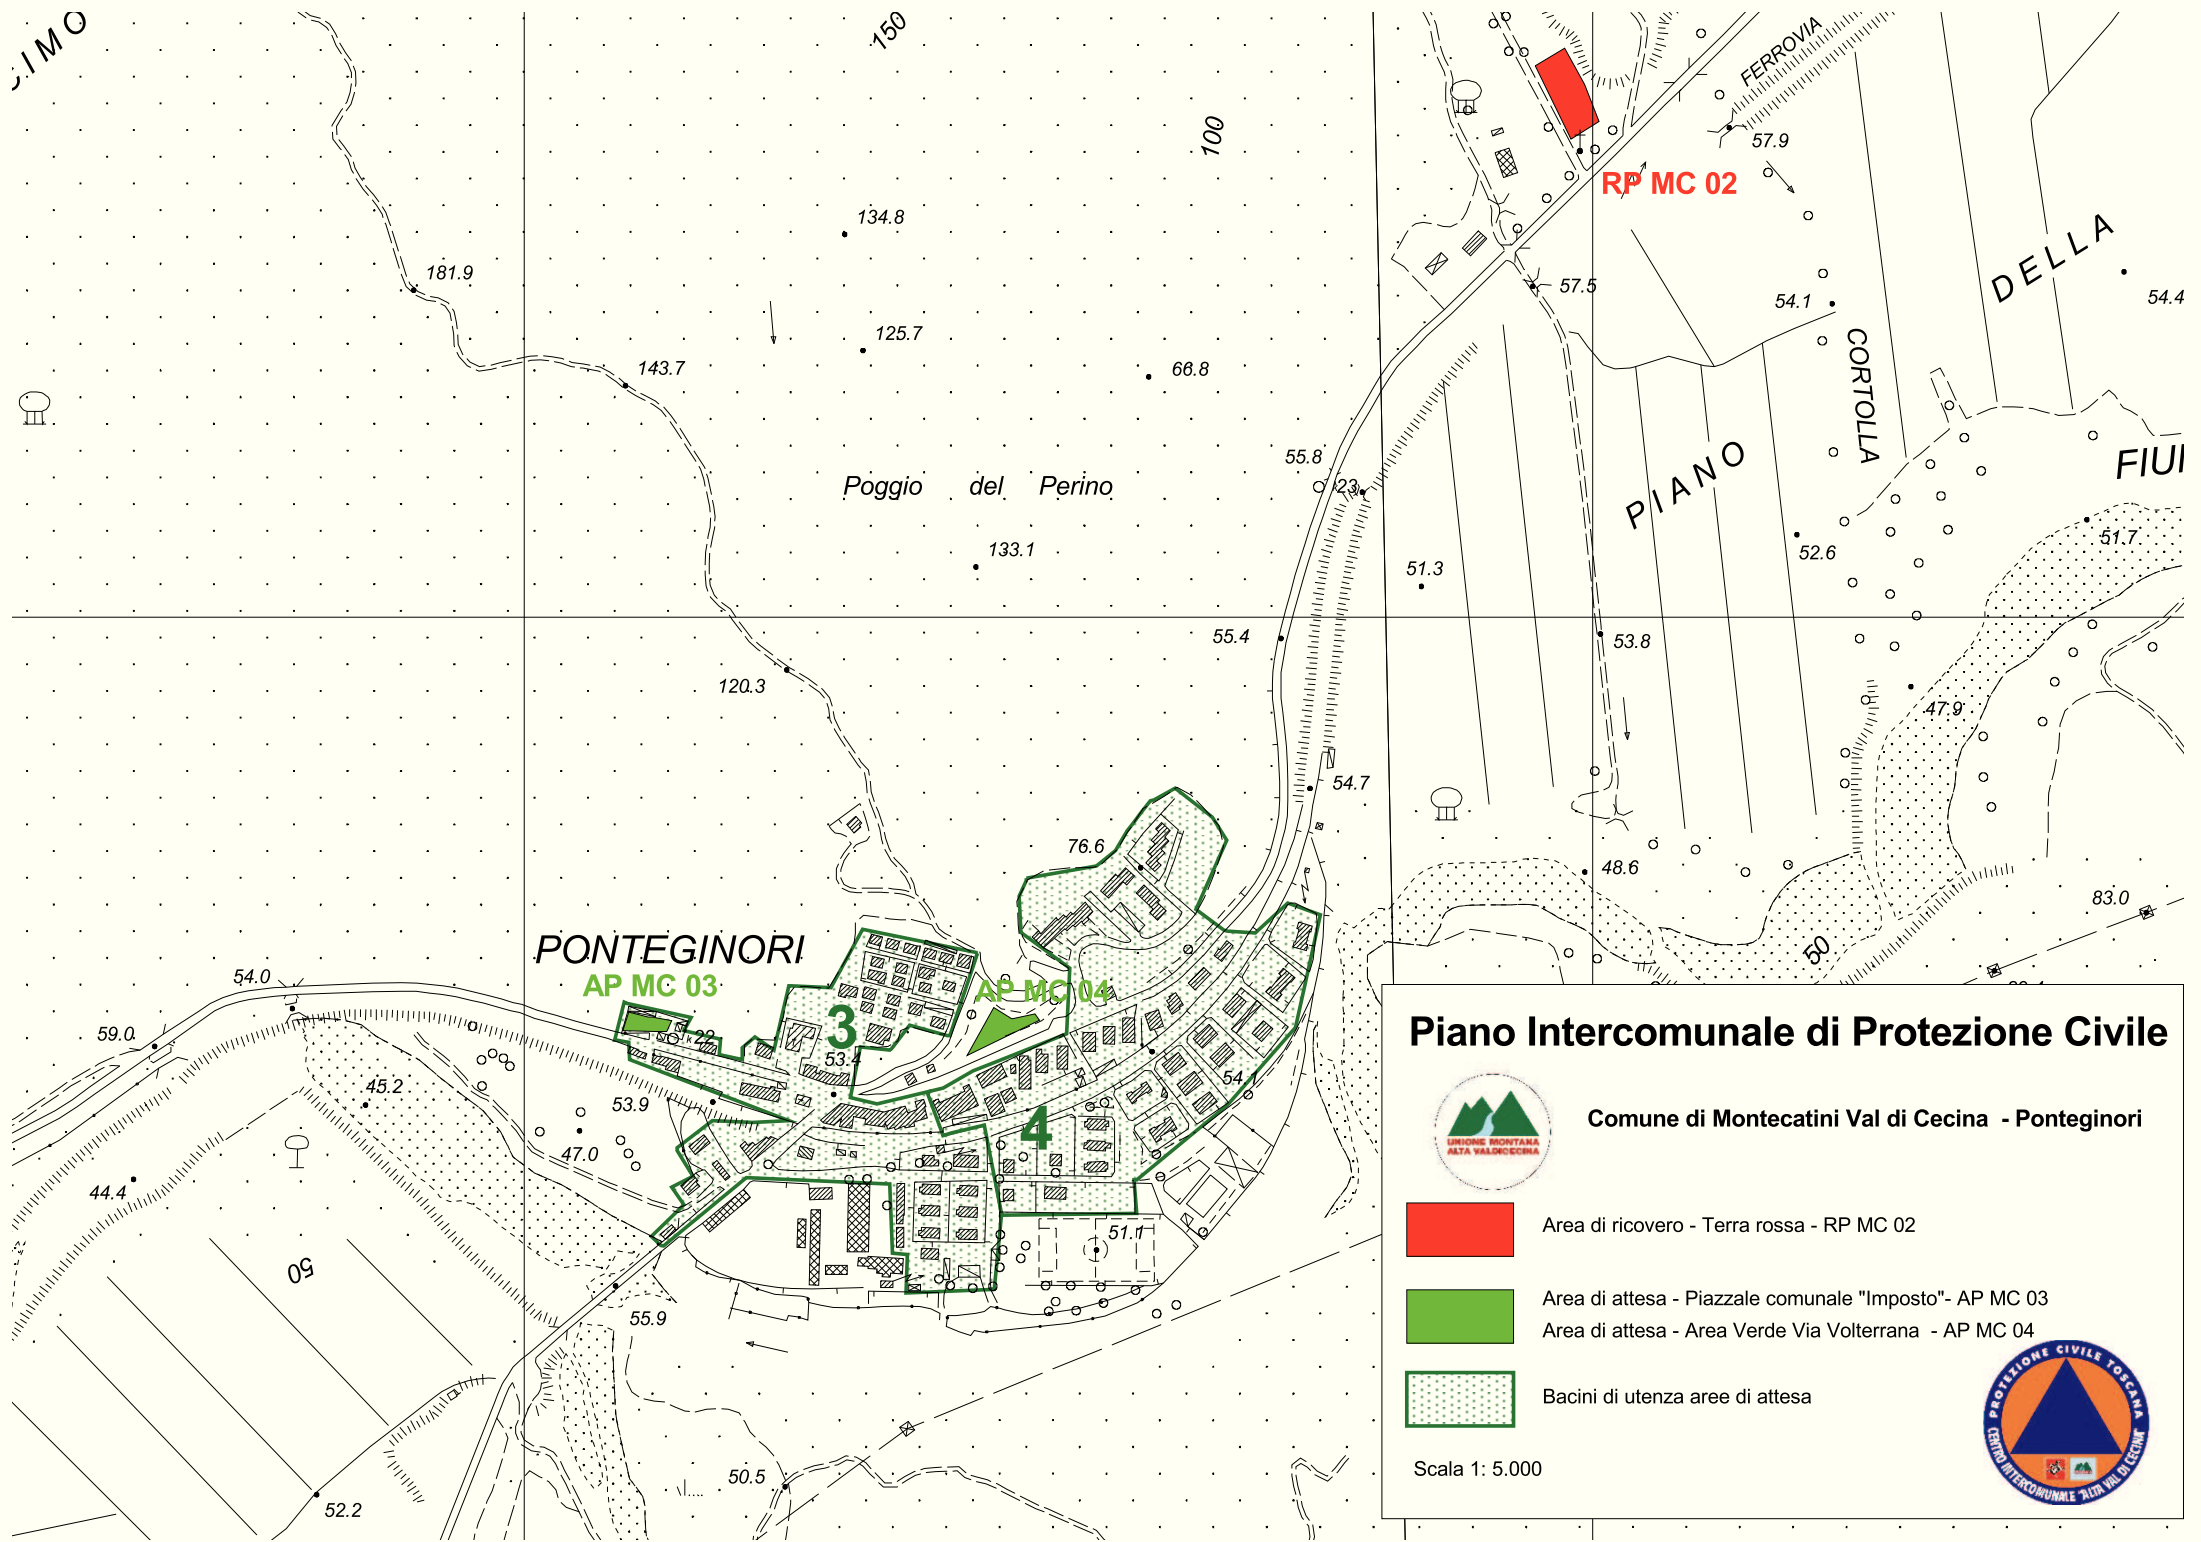 150
100
FERROVIA
57.9
RP MC 02
134.8
181.9
57.5
54.1
DELLA
54.4
125.7
143.7
66.8
CORTOLLA
PIANO
55.8
23
Poggio del Perino
133.1
51.3
52.6
51.7
55.4
53.8
120.3
47.9
54.7
76.6
48.6
83.0
50
PONTEGINORI
AP MC 03
AP MC 04
54.0
59.0
22
3
53.4
45.2
53.9
54.1
4
47.0
44.4
51.1
50
55.9
50.5
52.2
Piano Intercomunale di Protezione Civile
UNIONE MONTANA
ALTA VALDICECINA
Comune di Montecatini Val di Cecina - Ponteginori
Area di ricovero - Terra rossa - RP MC 02
Area di attesa - Piazzale comunale "Imposto"- AP MC 03
Area di attesa - Area Verde Via Volterrana - AP MC 04
Bacini di utenza aree di attesa
Scala 1: 5.000
PROTEZIONE CIVILE TOSCANA
CENTRO INTERCOMUNALE "ALTA VAL DI CECINA"